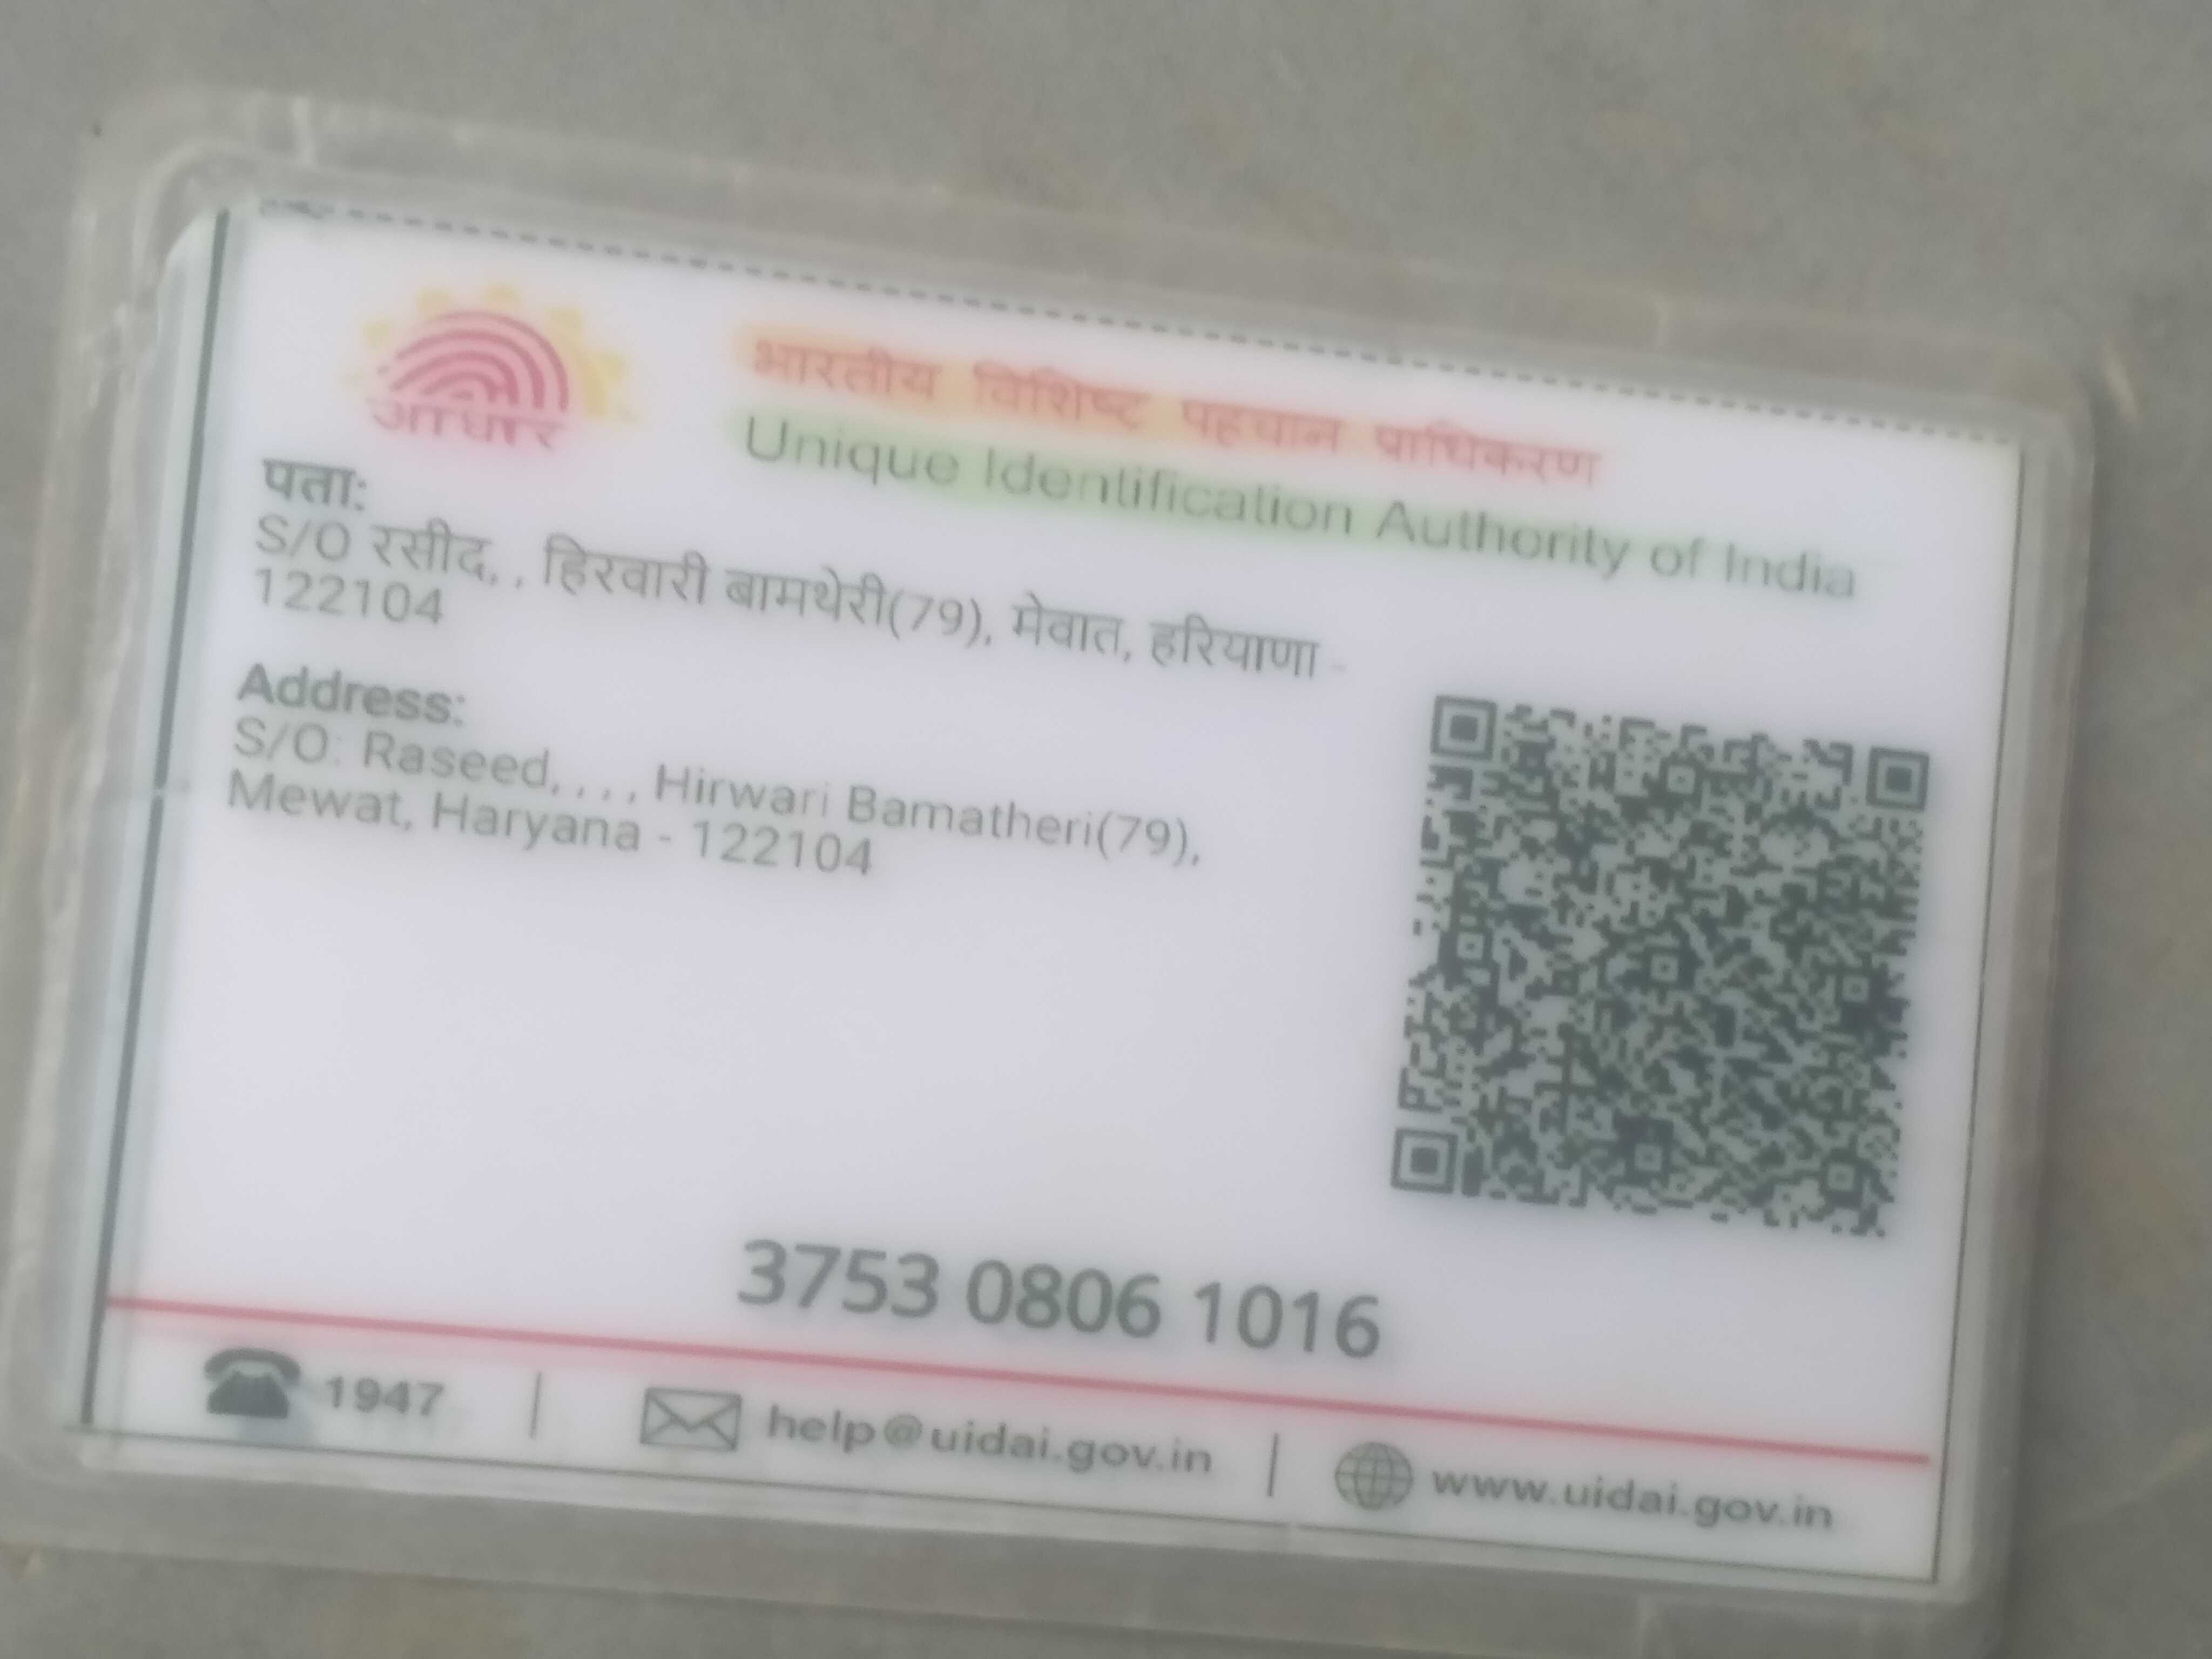 आधार
भारतीय विशिष्ट पहचान प्राधिकरण
Unique Identification Authority of India
पता:
S/O रसीद, , हिरवारी बामथेरी(79), मेवात, हरियाणा -
122104
Address:
S/O: Raseed, , , , Hirwari Bamatheri(79),
Mewat, Haryana - 122104
3753 0806 1016
1947 | help@uidai.gov.in | www.uidai.gov.in